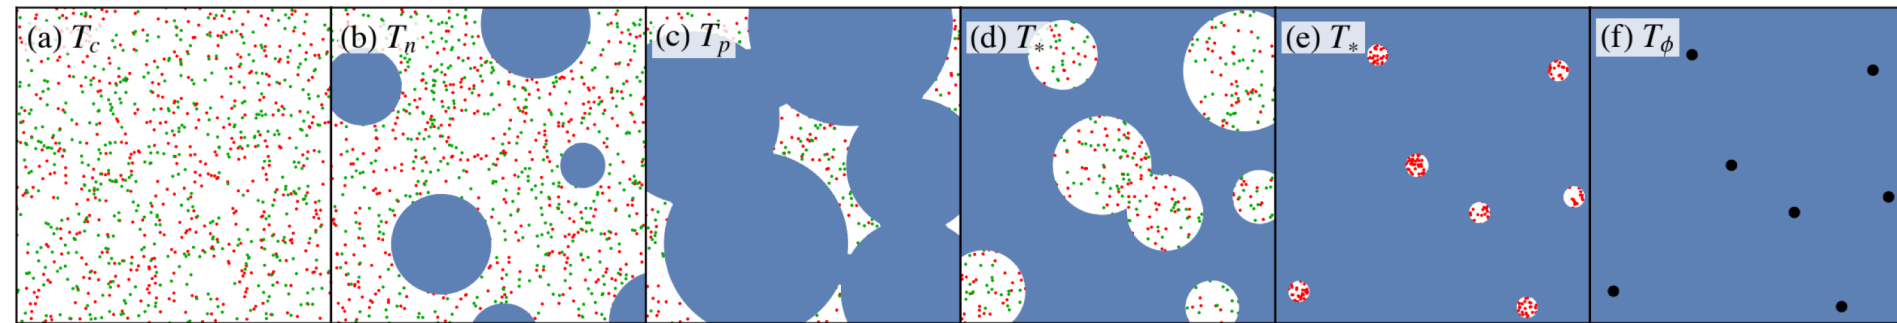 (a) T_c
(b) T_n
(c) T_p
(d) T_*
(e) T_*
(f) T_ϕ